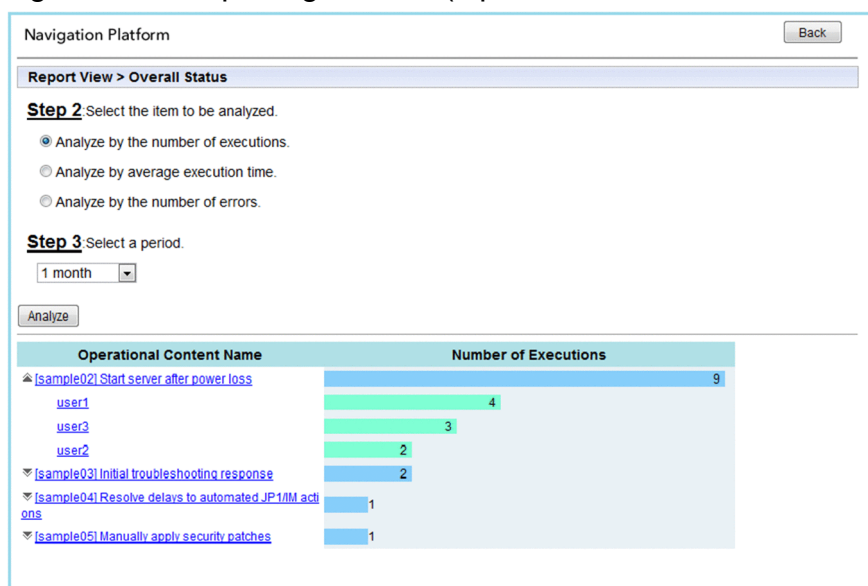 Navigation Platform
Back
Report View > Overall Status
Step 2:Select the item to be analyzed.
Analyze by the number of executions.
Analyze by average execution time.
Analyze by the number of errors.
Step 3:Select a period.
1 month
Analyze
Operational Content Name Number of Executions
[sample02] Start server after power loss 9
user1 4
user3 3
user2 2
[sample03] Initial troubleshooting response 2
[sample04] Resolve delays to automated JP1/IM acti
ons 1
[sample05] Manually apply security patches 1